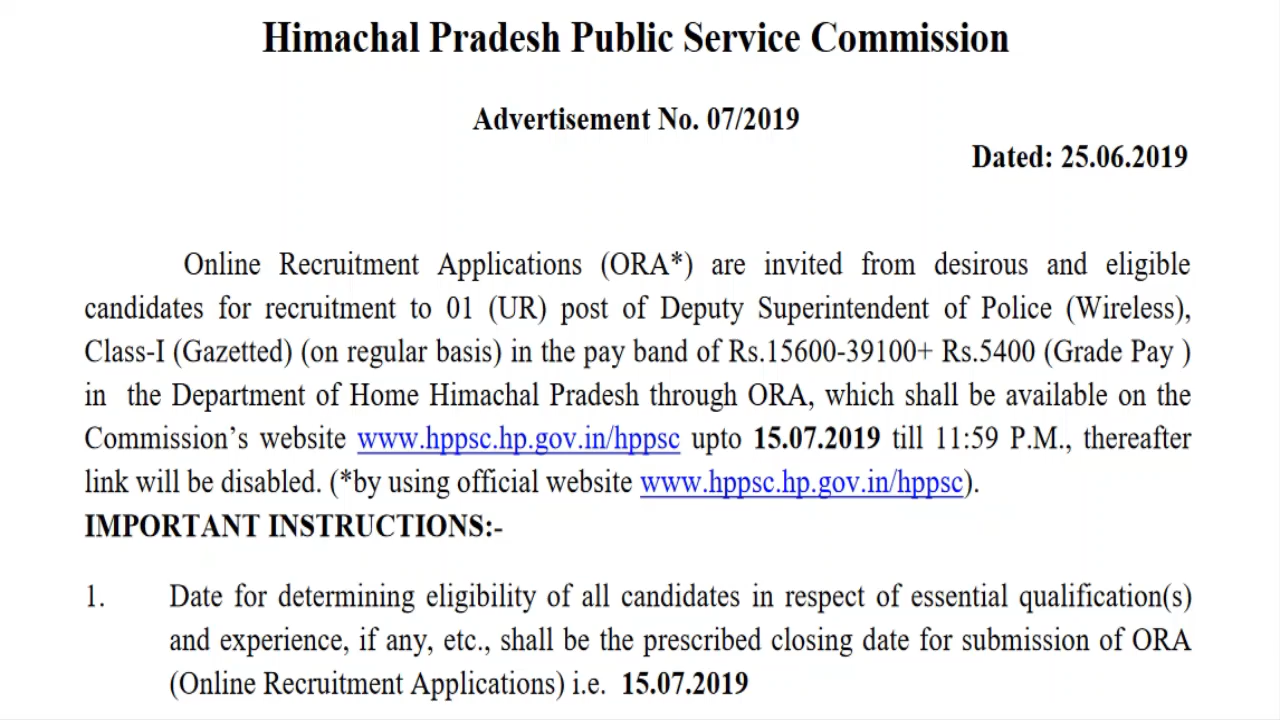 Himachal Pradesh Public Service Commission
Advertisement No. 07/2019
Dated: 25.06.2019
Online Recruitment Applications (ORA*) are invited from desirous and eligible
candidates for recruitment to 01 (UR) post of Deputy Superintendent of Police (Wireless),
Class-I (Gazetted) (on regular basis) in the pay band of Rs.15600-39100+ Rs.5400 (Grade Pay )
in the Department of Home Himachal Pradesh through ORA, which shall be available on the
Commission’s website www.hppsc.hp.gov.in/hppsc upto 15.07.2019 till 11:59 P.M., thereafter
link will be disabled. (*by using official website www.hppsc.hp.gov.in/hppsc).
IMPORTANT INSTRUCTIONS:-
1. Date for determining eligibility of all candidates in respect of essential qualification(s)
and experience, if any, etc., shall be the prescribed closing date for submission of ORA
(Online Recruitment Applications) i.e. 15.07.2019